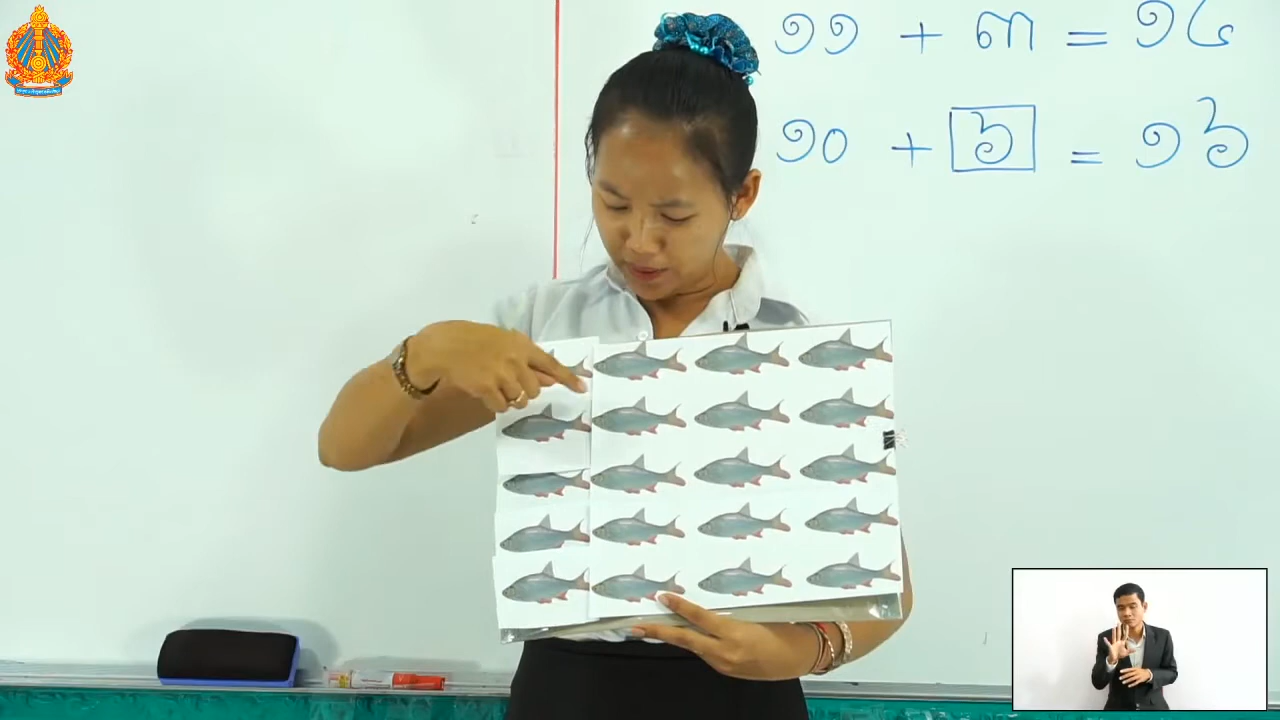 ១១ + ៣ = ១៤
១០ + ៦ = ១៦